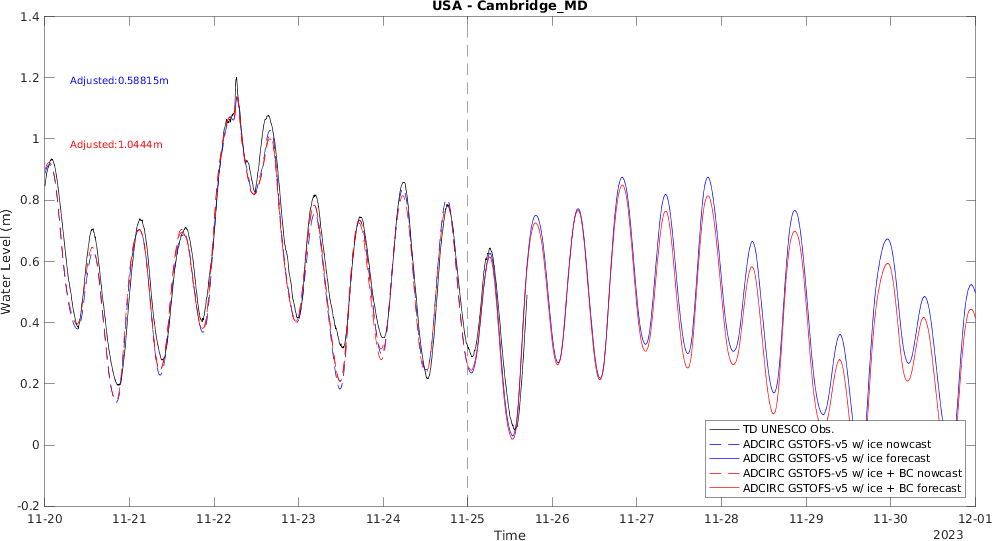 USA - Cambridge_MD
1.4
1.2
1
0.8
0.6
0.4
0.2
0
-0.2
Water Level (m)
Adjusted:0.58815m
Adjusted:1.0444m
TD UNESCO Obs.
ADCIRC GSTOFS-v5 w/ ice nowcast
ADCIRC GSTOFS-v5 w/ ice forecast
ADCIRC GSTOFS-v5 w/ ice + BC nowcast
ADCIRC GSTOFS-v5 w/ ice + BC forecast
11-20 11-21 11-22 11-23 11-24 11-25 11-26 11-27 11-28 11-29 11-30 12-01
Time
2023